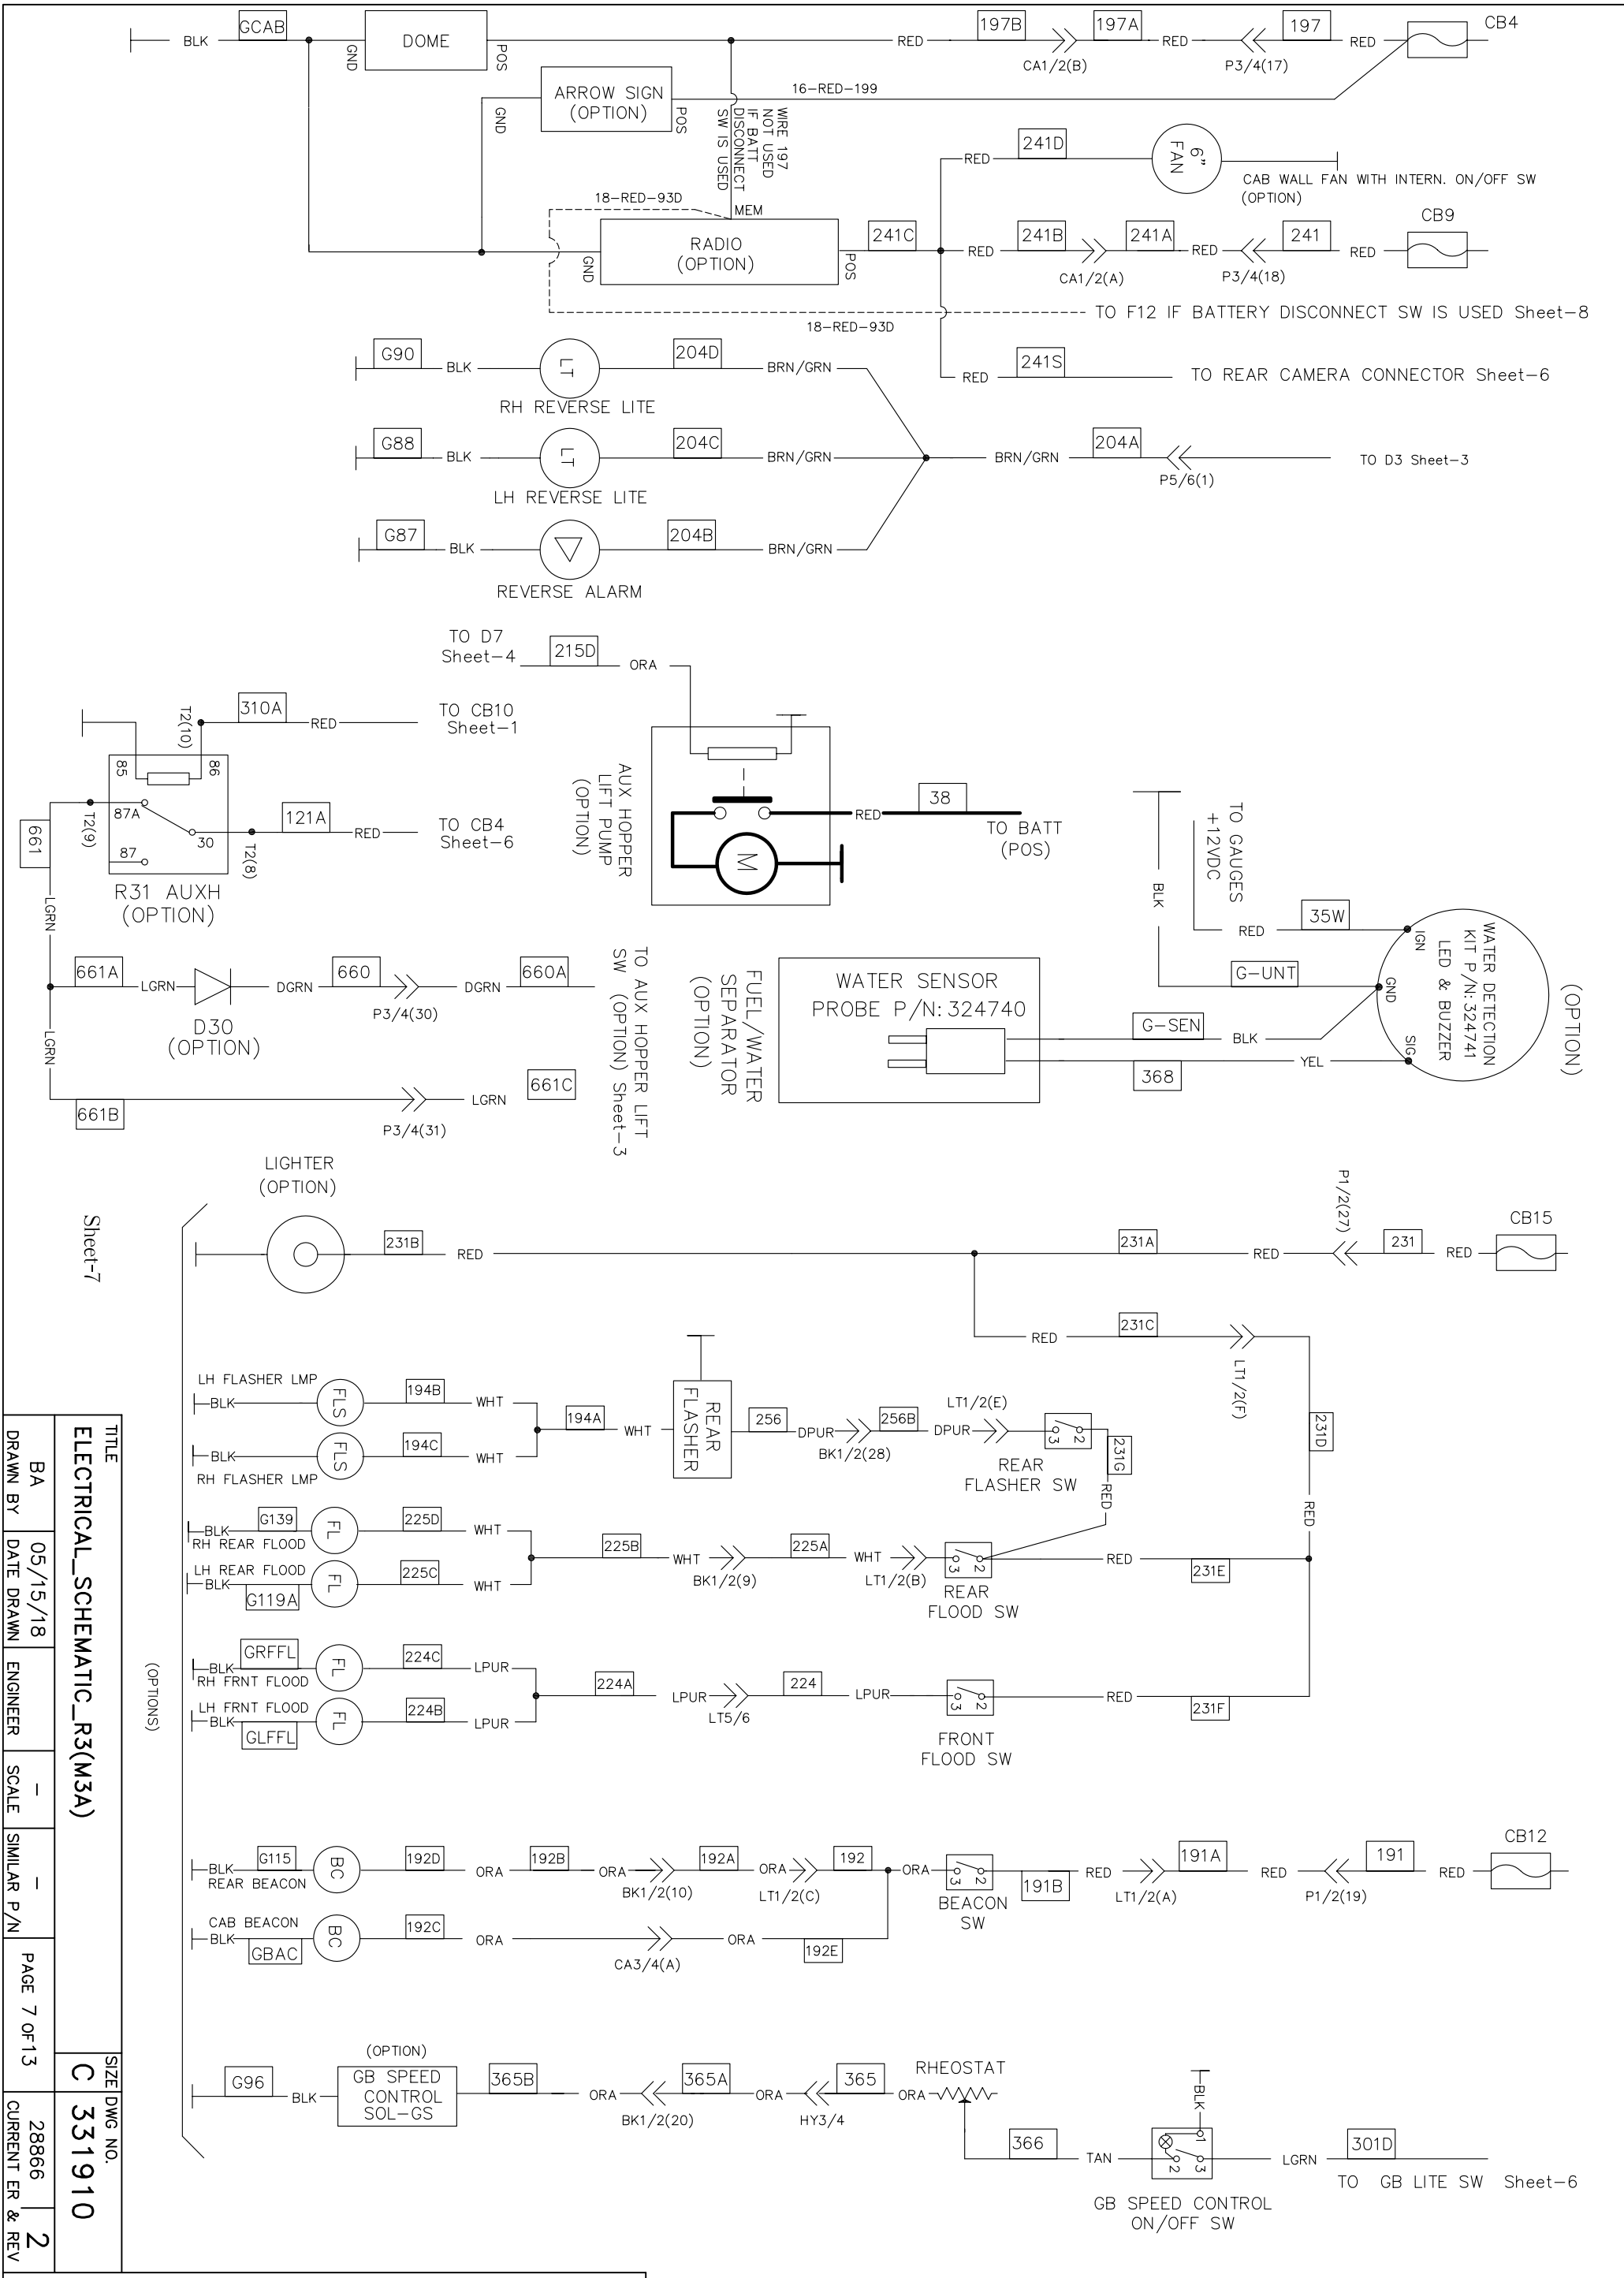 GCAB
BLK
GND
DOME
POS
RED
197B
CA1/2(B)
197A
RED
P3/4(17)
197
RED
CB4
ARROW SIGN
(OPTION)
GND
POS
16-RED-199
WIRE 197
NOT USED
IF BATT
DISCONNECT
SW IS USED
18-RED-93D
MEM
RADIO
(OPTION)
GND
POS
241C
RED
241D
6"
FAN
CAB WALL FAN WITH INTERN. ON/OFF SW
(OPTION)
RED
241B
CA1/2(A)
241A
RED
P3/4(18)
241
RED
CB9
18-RED-93D
TO F12 IF BATTERY DISCONNECT SW IS USED Sheet-8
RED
241S
TO REAR CAMERA CONNECTOR Sheet-6
G90
BLK
LT
204D
BRN/GRN
RH REVERSE LITE
G88
BLK
LT
204C
BRN/GRN
LH REVERSE LITE
BRN/GRN
204A
P5/6(1)
TO D3 Sheet-3
G87
BLK
204B
BRN/GRN
REVERSE ALARM
TO D7
Sheet-4
215D
ORA
T2(10)
310A
RED
TO CB10
Sheet-1
85
86
87A
30
87
T2(9)
T2(8)
121A
RED
TO CB4
Sheet-6
R31 AUXH
(OPTION)
661
LGRN
AUX HOPPER
LIFT PUMP
(OPTION)
M
RED
38
TO BATT
(POS)
661A
LGRN
D30
(OPTION)
DGRN
660
P3/4(30)
DGRN
660A
LGRN
661B
P3/4(31)
LGRN
661C
TO AUX HOPPER LIFT
SW (OPTION) Sheet-3
TO GAUGES
+12VDC
BLK
RED
35W
G-UNT
G-SEN
BLK
368
YEL
IGN
GND
SIG
WATER DETECTION
KIT P/N:324741
LED & BUZZER
(OPTION)
FUEL/WATER
SEPARATOR
(OPTION)
WATER SENSOR
PROBE P/N:324740
LIGHTER
(OPTION)
231B
RED
231A
RED
P1/2(27)
231
RED
CB15
RED
231C
LT1/2(F)
231D
RED
LH FLASHER LMP
BLK
FLS
194B
WHT
BLK
FLS
194C
WHT
RH FLASHER LMP
194A
WHT
REAR
FLASHER
256
DPUR
BK1/2(28)
256B
DPUR
LT1/2(E)
3
2
REAR
FLASHER SW
231G
RED
BLK
G139
RH REAR FLOOD
FL
225D
WHT
LH REAR FLOOD
BLK
G119A
FL
225C
WHT
225B
WHT
BK1/2(9)
225A
WHT
LT1/2(B)
3
2
REAR
FLOOD SW
RED
231E
GRFFL
BLK
RH FRNT FLOOD
FL
224C
LPUR
LH FRNT FLOOD
BLK
GLFFL
FL
224B
LPUR
224A
LPUR
LT5/6
224
LPUR
3
2
FRONT
FLOOD SW
RED
231F
G115
BLK
REAR BEACON
BC
192D
ORA
192B
ORA
BK1/2(10)
192A
ORA
LT1/2(C)
192
ORA
3
2
BEACON
SW
191B
RED
LT1/2(A)
191A
RED
P1/2(19)
191
RED
CB12
CAB BEACON
BLK
GBAC
BC
192C
ORA
CA3/4(A)
ORA
192E
G96
BLK
(OPTION)
GB SPEED
CONTROL
SOL-GS
365B
ORA
BK1/2(20)
365A
ORA
HY3/4
365
ORA
RHEOSTAT
366
TAN
BLK
1
2
3
GB SPEED CONTROL
ON/OFF SW
LGRN
301D
TO GB LITE SW Sheet-6
(OPTIONS)
Sheet-7
TITLE
ELECTRICAL_SCHEMATIC_R3(M3A)
SIZE
C
DWG NO.
331910
BA
DRAWN BY
05/15/18
DATE DRAWN
ENGINEER
-
SCALE
-
SIMILAR P/N
PAGE 7 OF13
28866
2
CURRENT ER & REV